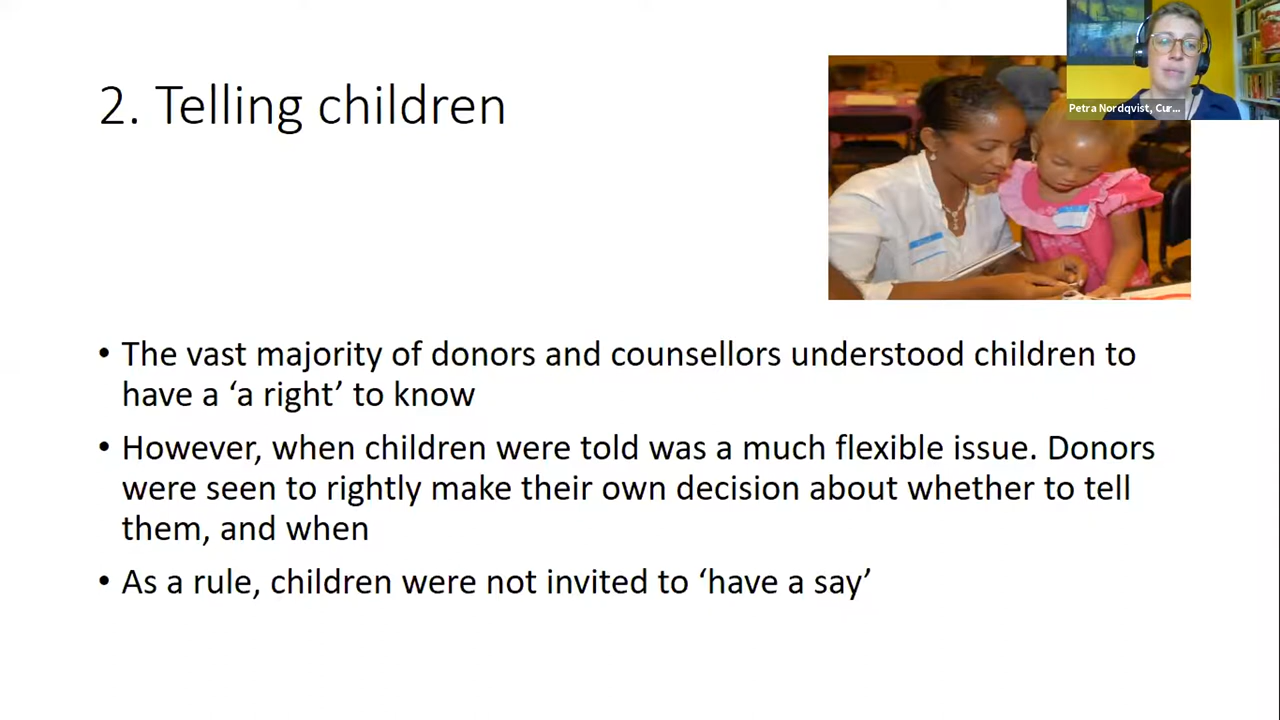 Petra Nordqvist, Cur...
2. Telling children
• The vast majority of donors and counsellors understood children to
have a ‘a right’ to know
• However, when children were told was a much flexible issue. Donors
were seen to rightly make their own decision about whether to tell
them, and when
• As a rule, children were not invited to ‘have a say’